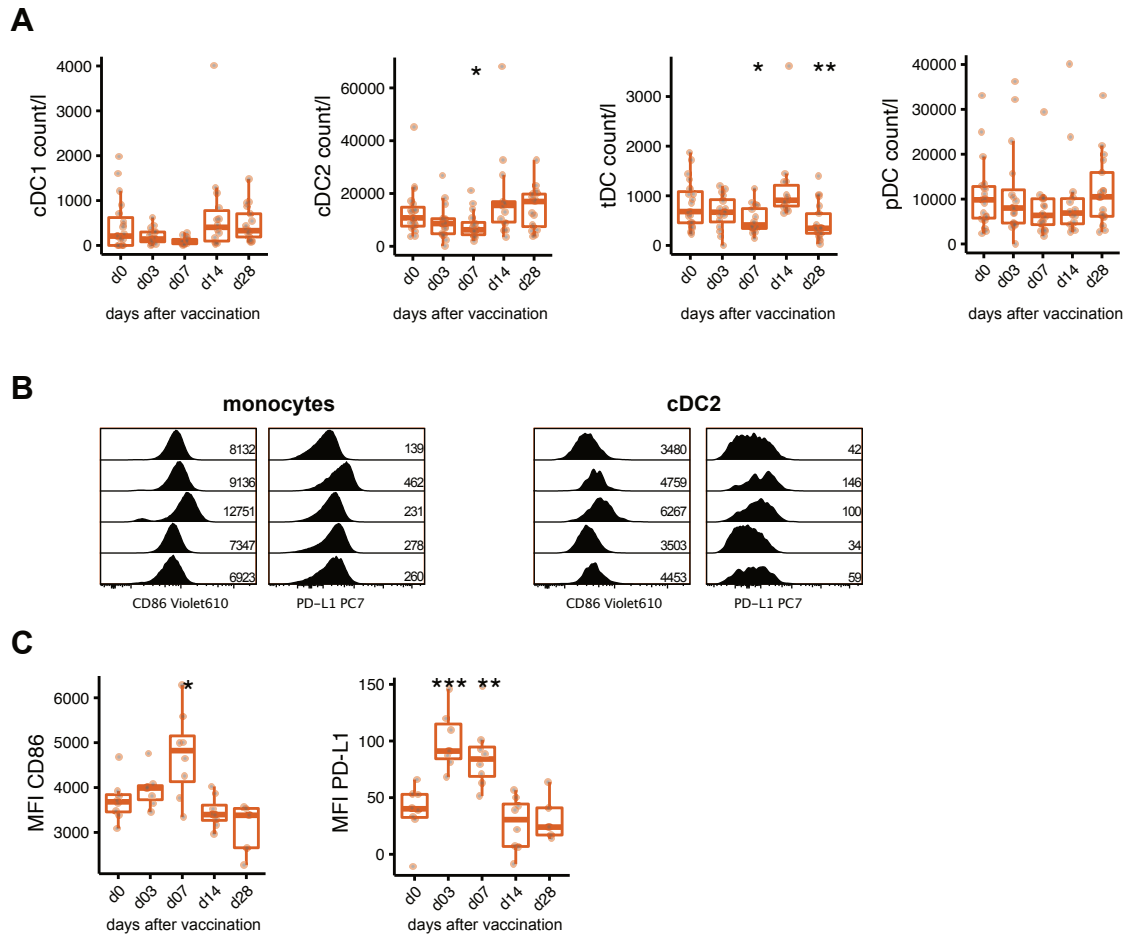 A
cDC1 count/l
4000
3000
2000
1000
0
d0 d03 d07 d14 d28
days after vaccination
cDC2 count/l
60000
40000
20000
0
*
d0 d03 d07 d14 d28
days after vaccination
tDC count/l
3000
2000
1000
0
* **
d0 d03 d07 d14 d28
days after vaccination
pDC count/l
40000
30000
20000
10000
0
d0 d03 d07 d14 d28
days after vaccination
B
monocytes
8132
9136
12751
7347
6923
CD86 Violet610
139
462
231
278
260
PD-L1 PC7
cDC2
3480
4759
6267
3503
4453
CD86 Violet610
42
146
100
34
59
PD-L1 PC7
C
MFI CD86
6000
5000
4000
3000
*
d0 d03 d07 d14 d28
days after vaccination
MFI PD-L1
150
100
50
0
*** **
d0 d03 d07 d14 d28
days after vaccination